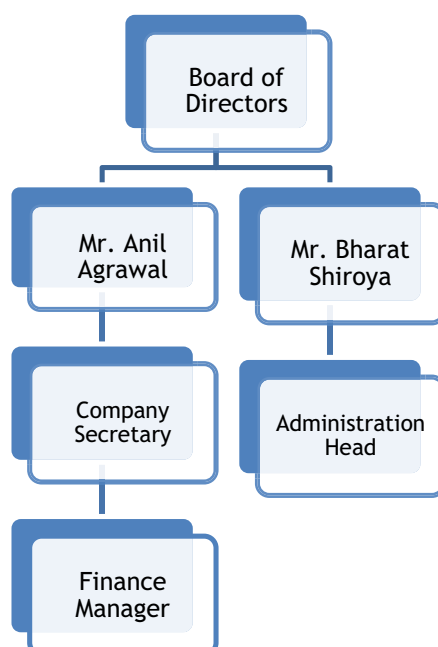 Board of
Directors
Mr. Anil
Agrawal
Mr. Bharat
Shiroya
Company
Secretary
Administration
Head
Finance
Manager